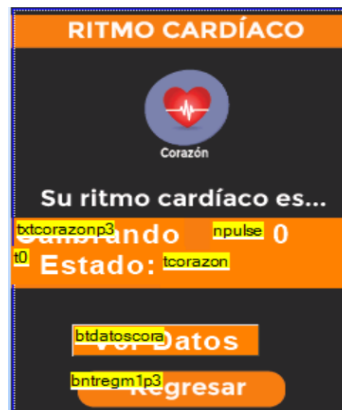 RITMO CARDÍACO
Corazón
Su ritmo cardíaco es...
txtcorazonp3 npulse
Calibrando 0
t0 Estado: tcorazon
btdatoscora
Ver Datos
bntregm1p3
Regresar